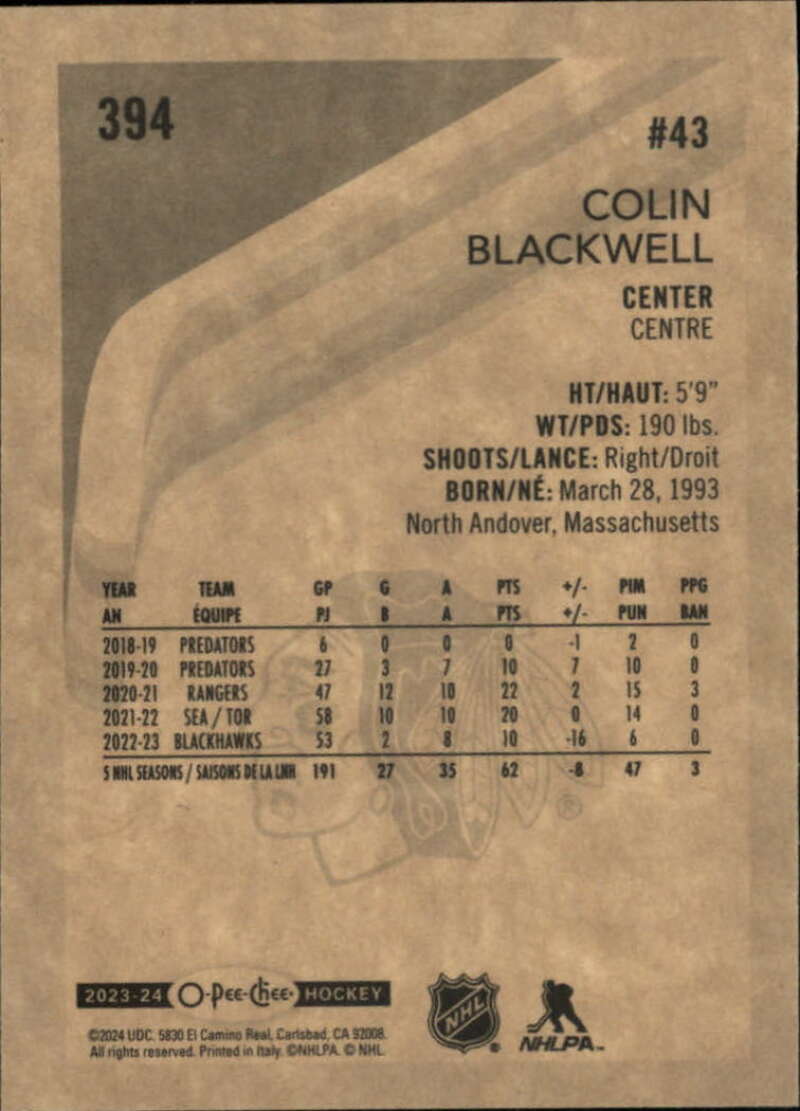 394
#43
COLIN
BLACKWELL
CENTER
CENTRE
HT/HAUT: 5'9"
WT/PDS: 190 lbs.
SHOOTS/LANCE: Right/Droit
BORN/NÉ: March 28, 1993
North Andover, Massachusetts
YEAR TEAM GP G A PTS +/- PIM PPG
AN ÉQUIPE PJ B A PTS +/- PUN BAN
2018-19 PREDATORS 6 0 0 0 -1 2 0
2019-20 PREDATORS 27 3 7 10 7 10 0
2020-21 RANGERS 47 12 10 22 2 15 3
2021-22 SEA / TOR 58 10 10 20 0 14 0
2022-23 BLACKHAWKS 53 2 8 10 -16 6 0
5 NHL SEASONS / SAISONS DE LA LNH 191 27 35 62 -8 47 3
®
2023-24 O-Pee-Chee HOCKEY
©2024 UDC. 5830 El Camino Real, Carlsbad, CA 92008.
All rights reserved. Printed in Italy. ©NHLPA. © NHL.
NHL
NHLPA